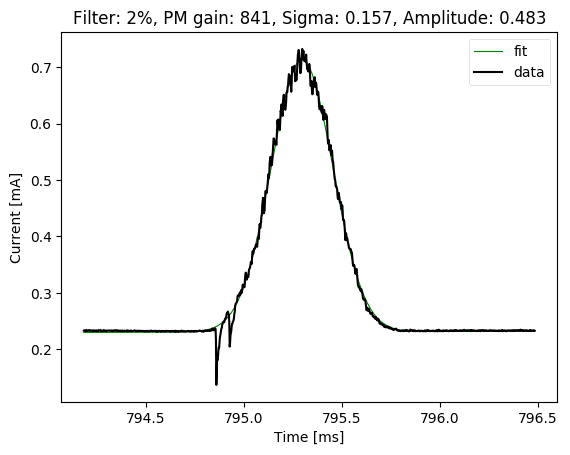 Filter: 2%, PM gain: 841, Sigma: 0.157, Amplitude: 0.483
fit
data
0.7
0.6
0.5
0.4
0.3
0.2
Current [mA]
794.5 795.0 795.5 796.0 796.5
Time [ms]